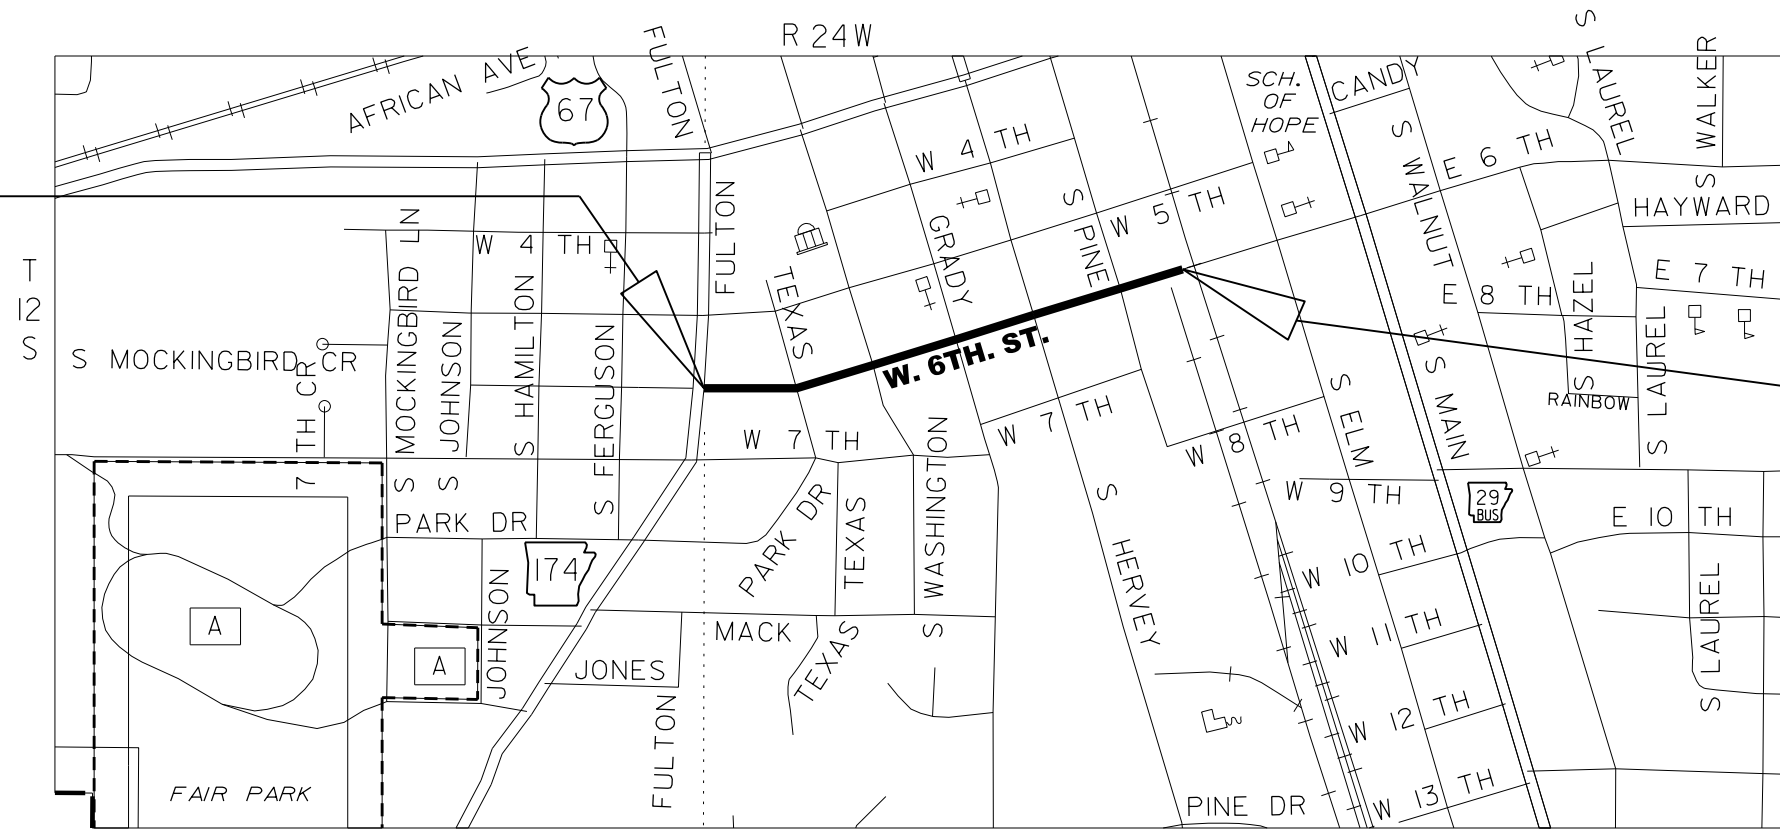 R 24W
AFRICAN AVE
67
FULTON
SCH.
OF
HOPE
CANDY
S LAUREL
S WALKER
S WALNUT
E 6 TH
HAYWARD
W 4 TH
S PINE
W 5 TH
FULTON
GRADY
TEXAS
T
12
S
S MOCKINGBIRD LN
W 4 TH
S HAMILTON
S JOHNSON
S FERGUSON
S MOCKINGBIRD CR
7 TH CR
W. 6TH. ST.
E 7 TH
E 8 TH
S HAZEL
S LAUREL
RAINBOW
S MAIN
S ELM
W 7 TH
W 7 TH
W 8 TH
W 9 TH
29
BUS
E 10 TH
PARK DR
PARK DR
TEXAS
S WASHINGTON
S HERVEY
174
JOHNSON
A
A
MACK
TEXAS
JONES
FULTON
W 10 TH
W 11 TH
W 12 TH
W 13 TH
S LAUREL
FAIR PARK
PINE DR